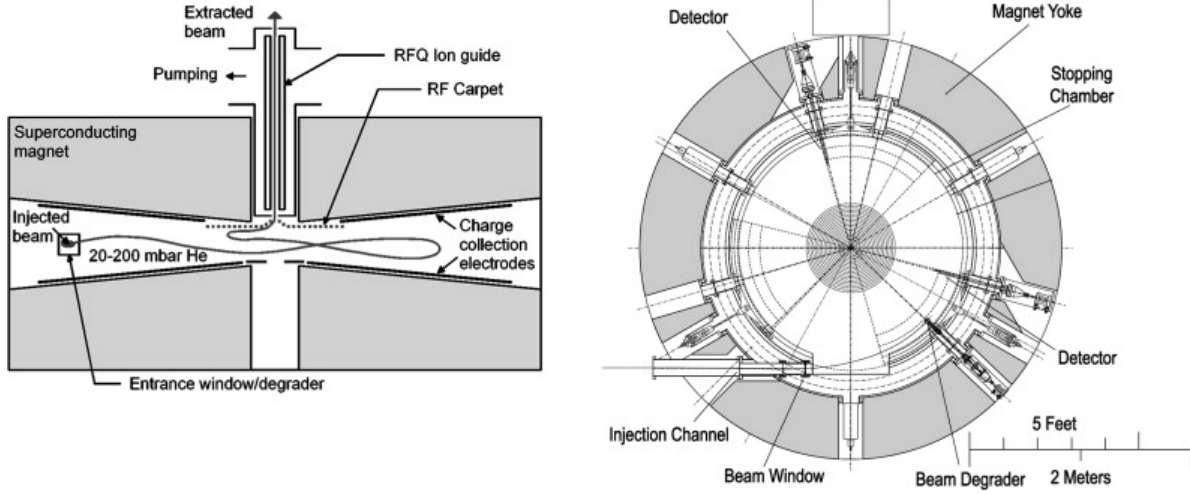 Extracted
beam
RFQ Ion guide
Pumping
RF Carpet
Superconducting
magnet
Injected
beam
20-200 mbar He
Charge
collection
electrodes
Entrance window/degrader
Detector
Magnet Yoke
Stopping
Chamber
Detector
Injection Channel
Beam Window
Beam Degrader
5 Feet
2 Meters